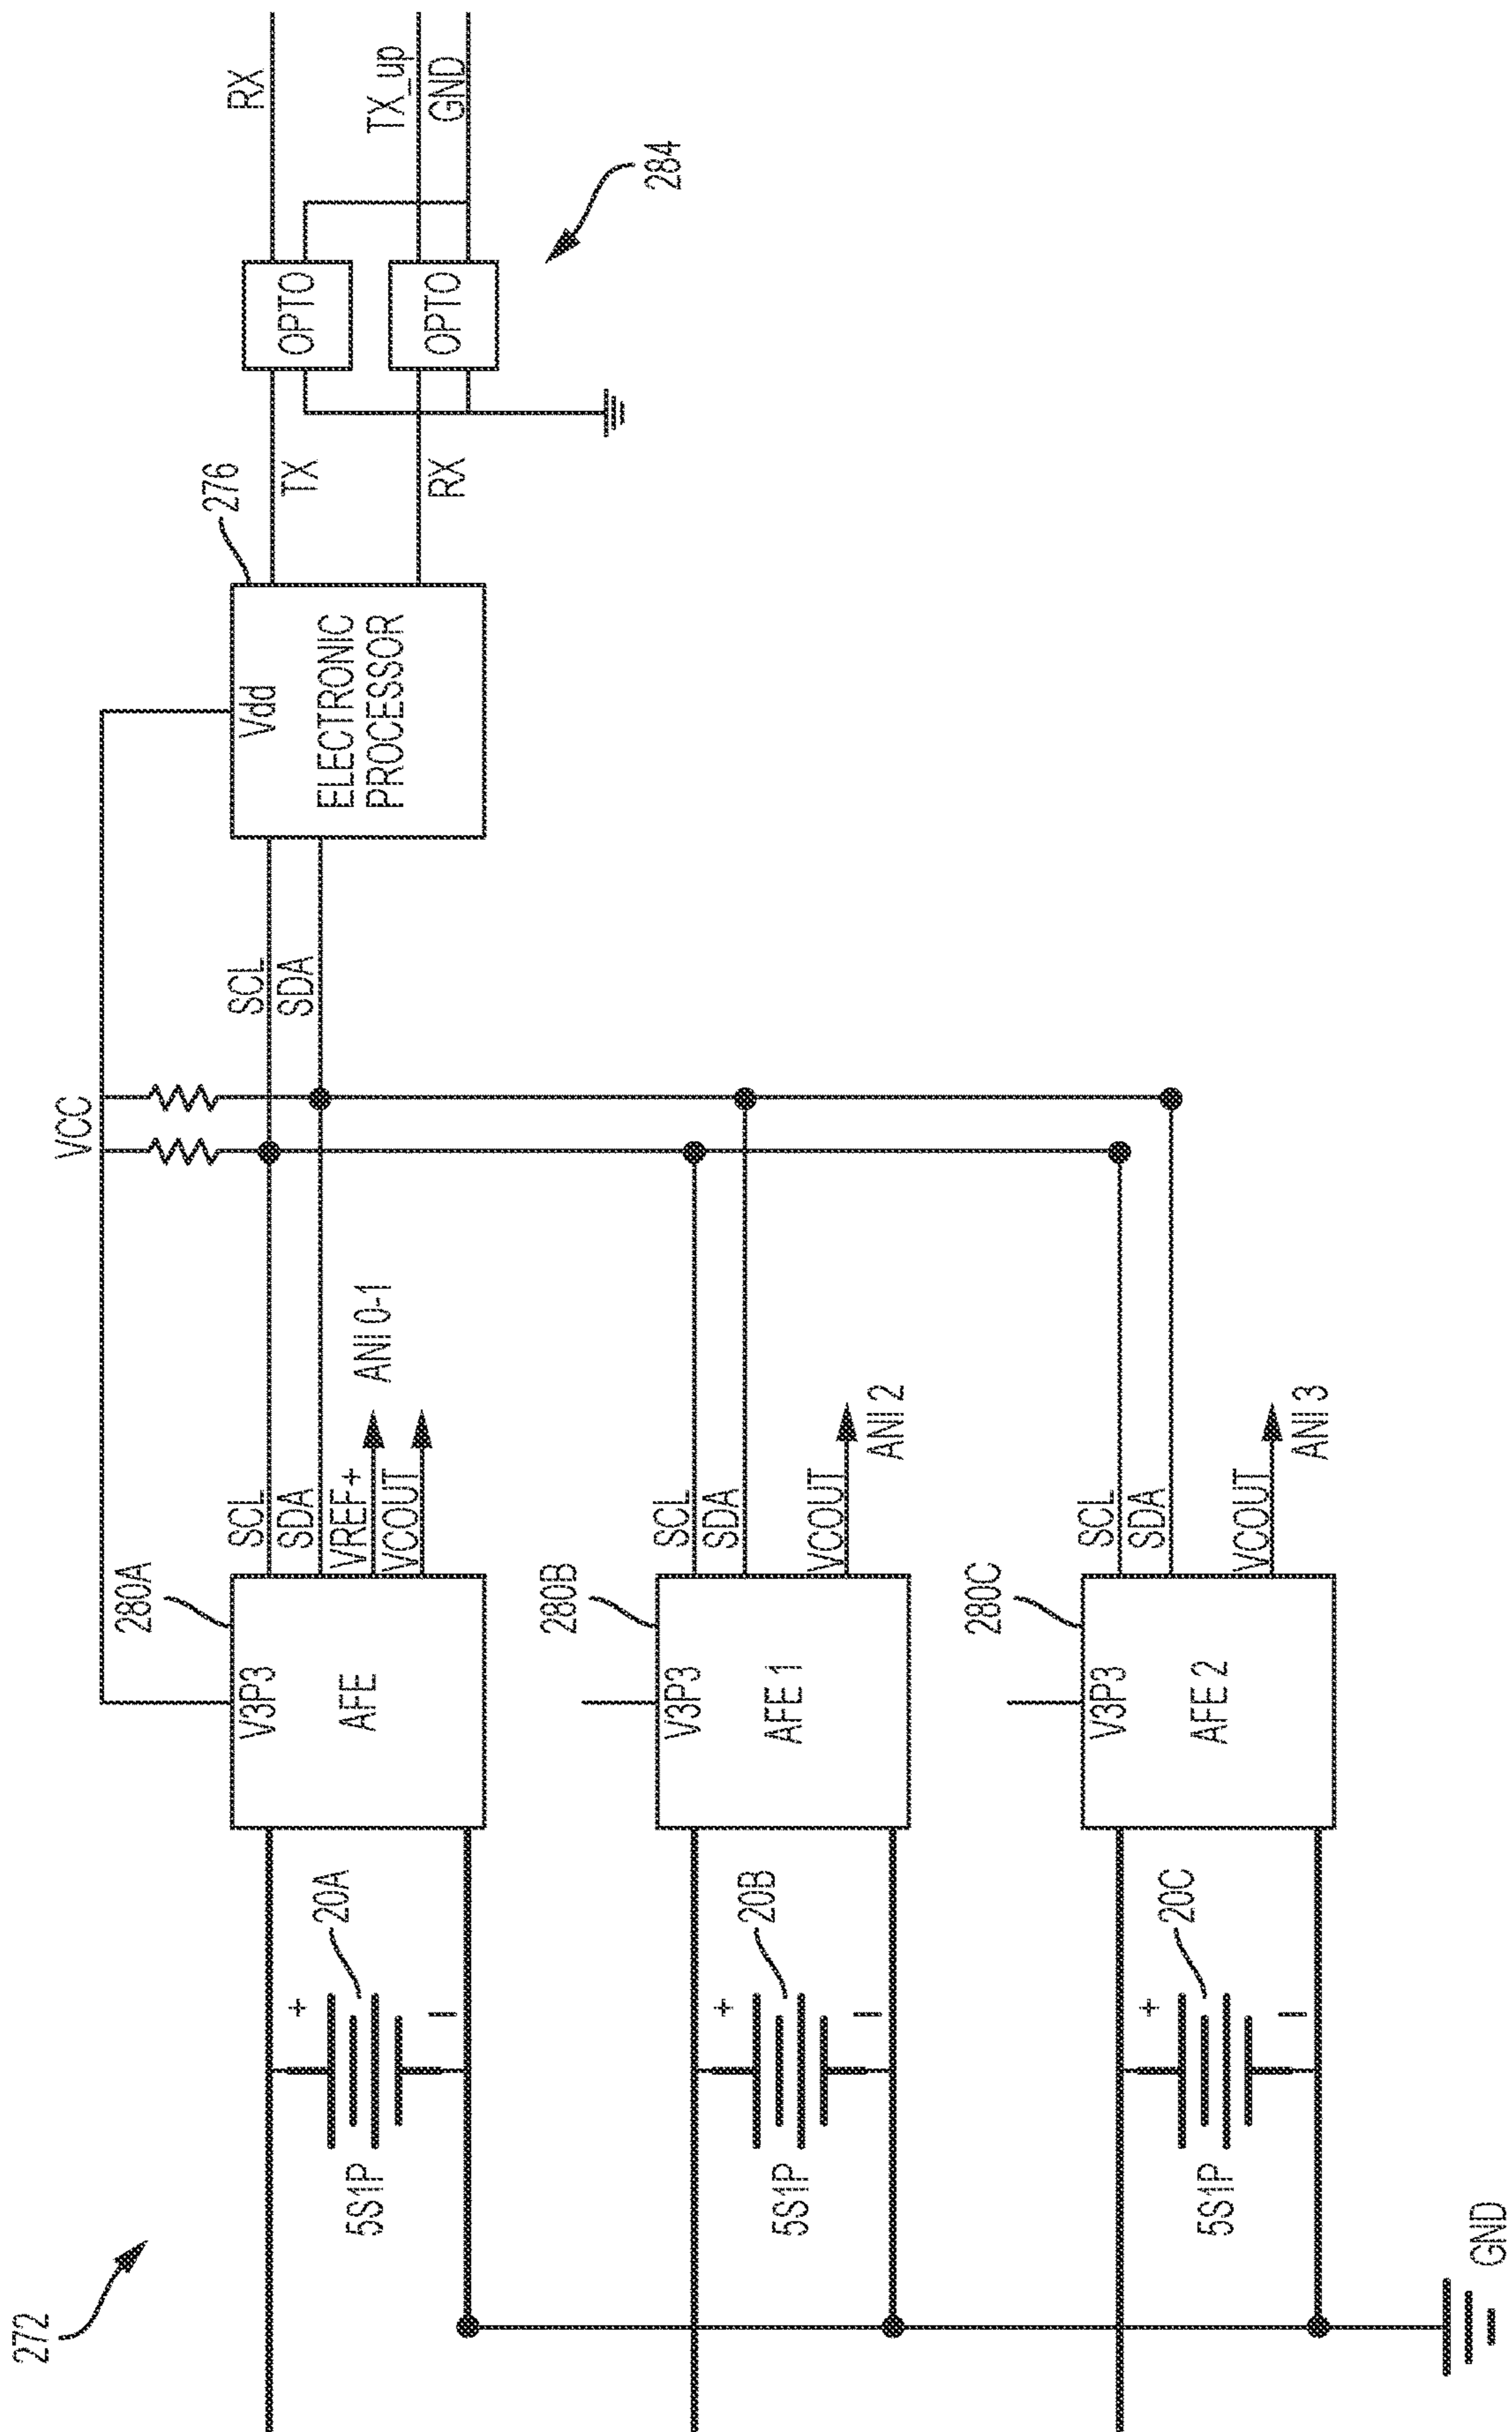 272
VCC
276
RX
TX_up
GND
OPTO
OPTO
284
TX
RX
Vdd
ELECTRONIC
PROCESSOR
SCL
SDA
280A
V3P3
AFE
SCL
SDA
VREF+
VCOUT
ANI 0-1
20A
+
−
5S1P
280B
V3P3
AFE 1
SCL
SDA
VCOUT
ANI 2
20B
+
−
5S1P
280C
V3P3
AFE 2
SCL
SDA
VCOUT
ANI 3
20C
+
−
5S1P
GND